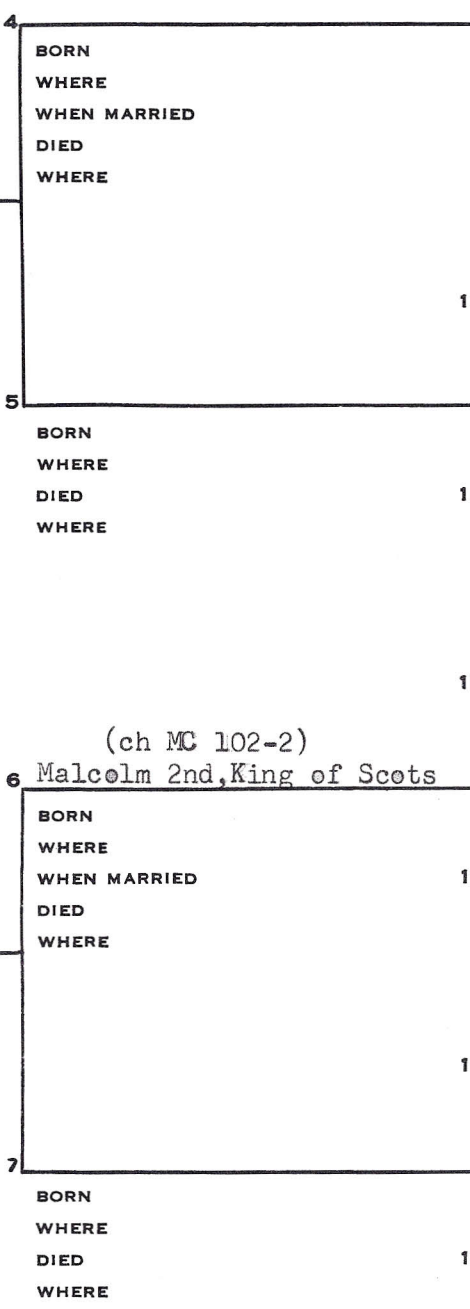 4
BORN
WHERE
WHEN MARRIED
DIED
WHERE
1
5
BORN
WHERE
DIED
1
WHERE
1
(ch MC 102-2)
6 Malcolm 2nd,King of Scots
BORN
WHERE
WHEN MARRIED
1
DIED
WHERE
1
7
BORN
WHERE
DIED
1
WHERE